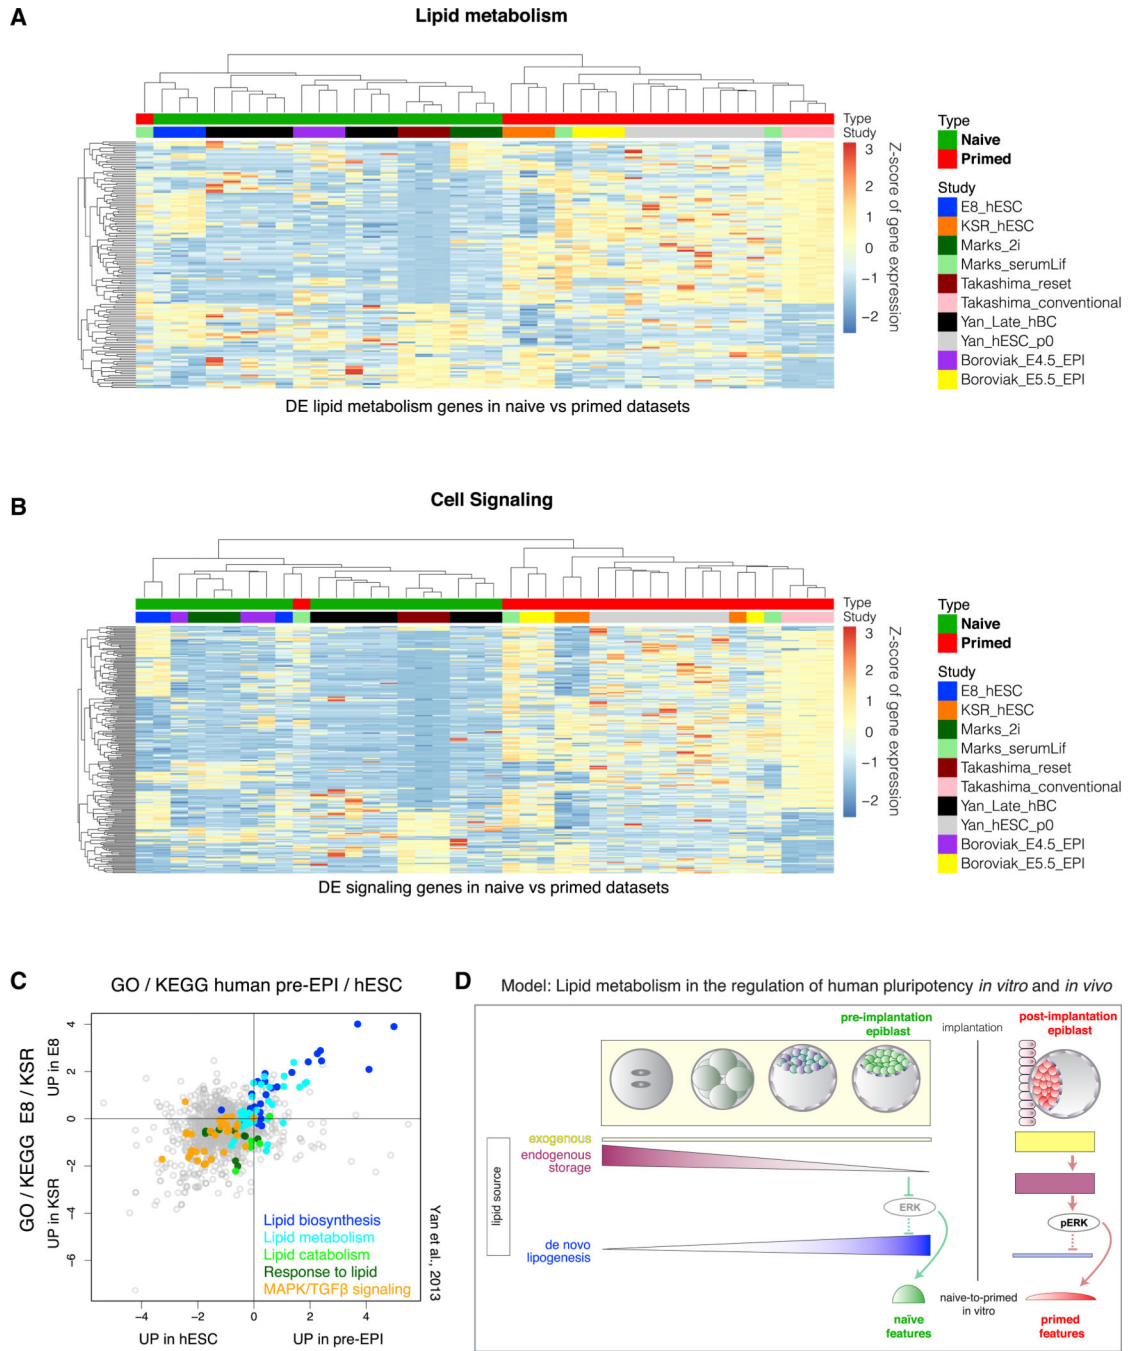 A
Lipid metabolism
Type
Study
3
2
1
0
−1
−2
Z-score of gene expression
Type
Naive
Primed
Study
E8_hESC
KSR_hESC
Marks_2i
Marks_serumLif
Takashima_reset
Takashima_conventional
Yan_Late_hBC
Yan_hESC_p0
Boroviak_E4.5_EPI
Boroviak_E5.5_EPI
DE lipid metabolism genes in naive vs primed datasets
B
Cell Signaling
Type
Study
3
2
1
0
−1
−2
Z-score of gene expression
Type
Naive
Primed
Study
E8_hESC
KSR_hESC
Marks_2i
Marks_serumLif
Takashima_reset
Takashima_conventional
Yan_Late_hBC
Yan_hESC_p0
Boroviak_E4.5_EPI
Boroviak_E5.5_EPI
DE signaling genes in naive vs primed datasets
C
GO / KEGG human pre-EPI / hESC
GO / KEGG E8 / KSR
UP in E8
UP in KSR
4
2
0
−2
−4
−6
Lipid biosynthesis
Lipid metabolism
Lipid catabolism
Response to lipid
MAPK/TGFβ signaling
Yan et al., 2013
−4
−2
0
2
4
UP in hESC
UP in pre-EPI
D
Model: Lipid metabolism in the regulation of human pluripotency in vitro and in vivo
pre-implantation
epiblast
implantation
post-implantation
epiblast
lipid source
exogenous
endogenous
storage
ERK
pERK
de novo
lipogenesis
naïve
features
naive-to-primed
in vitro
primed
features